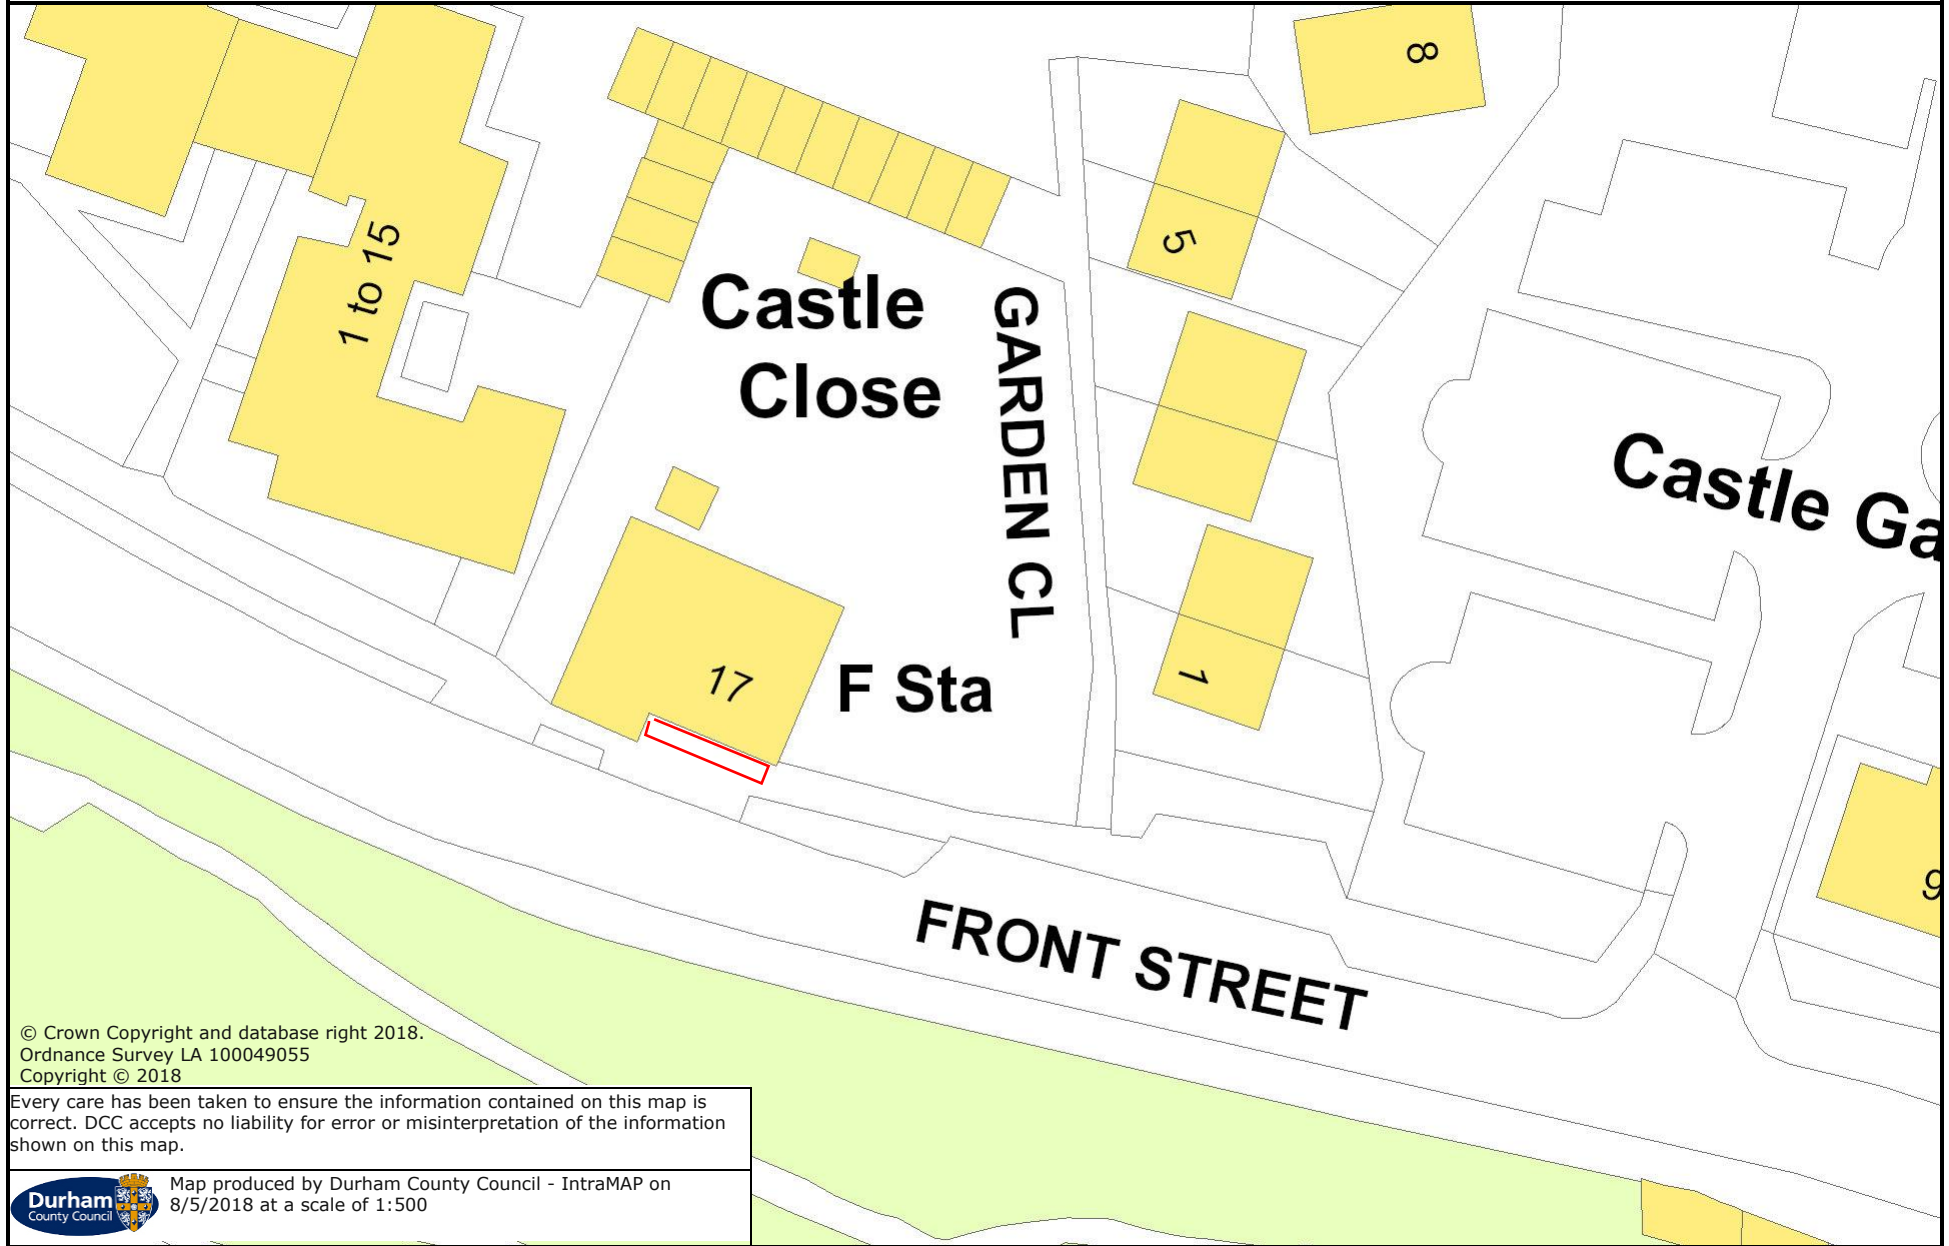 8
5
1 to 15
Castle
Close
GARDEN CL
Castle Ga
17
F Sta
1
9
FRONT STREET
© Crown Copyright and database right 2018.
Ordnance Survey LA 100049055
Copyright © 2018
Every care has been taken to ensure the information contained on this map is
correct. DCC accepts no liability for error or misinterpretation of the information
shown on this map.
Durham
County Council
Map produced by Durham County Council - IntraMAP on
8/5/2018 at a scale of 1:500